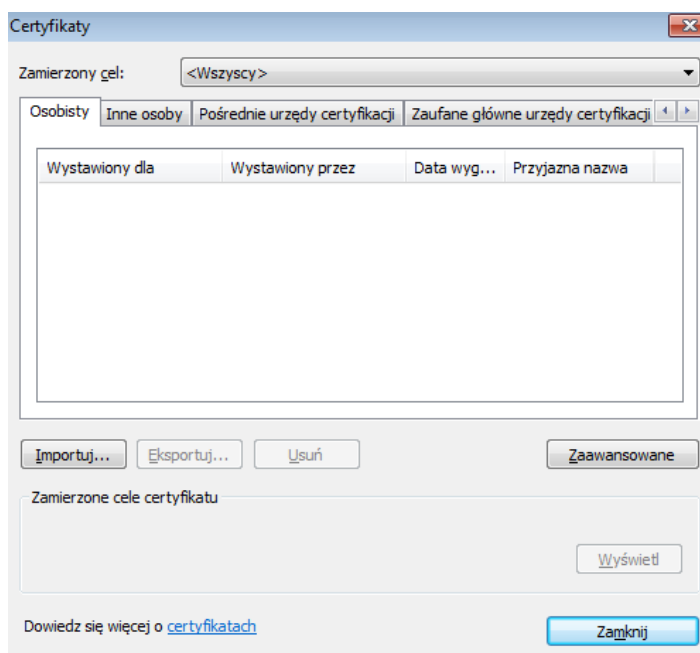 Certyfikaty
Zamierzony cel: <Wszyscy>
Osobisty Inne osoby Pośrednie urzędy certyfikacji Zaufane główne urzędy certyfikacji
Wystawiony dla Wystawiony przez Data wyg... Przyjazna nazwa
Importuj... Eksportuj... Usuń Zaawansowane
Zamierzone cele certyfikatu
Wyświetl
Dowiedz się więcej o certyfikatach
Zamknij